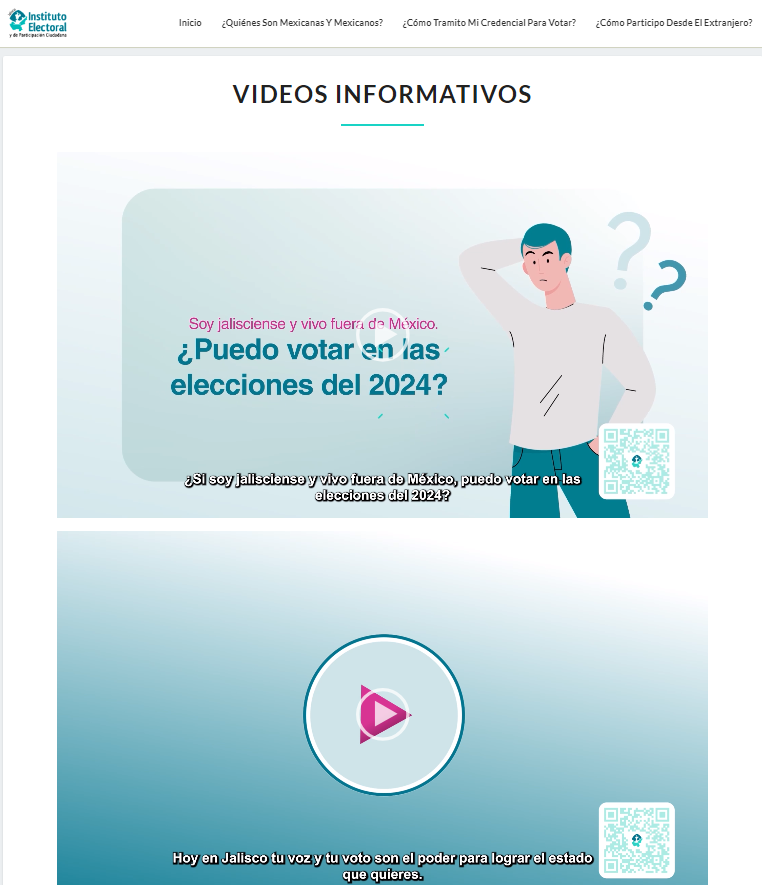 Instituto
Electoral
y de Participación Ciudadana
Inicio
¿Quiénes Son Mexicanas Y Mexicanos?
¿Cómo Tramito Mi Credencial Para Votar?
¿Cómo Participo Desde El Extranjero?
VIDEOS INFORMATIVOS
Soy jalisciense y vivo fuera de México.
¿Puedo votar en las
elecciones del 2024?
¿Si soy jalisciense y vivo fuera de México, puedo votar en las
elecciones del 2024?
Hoy en Jalisco tu voz y tu voto son el poder para lograr el estado
que quieres.